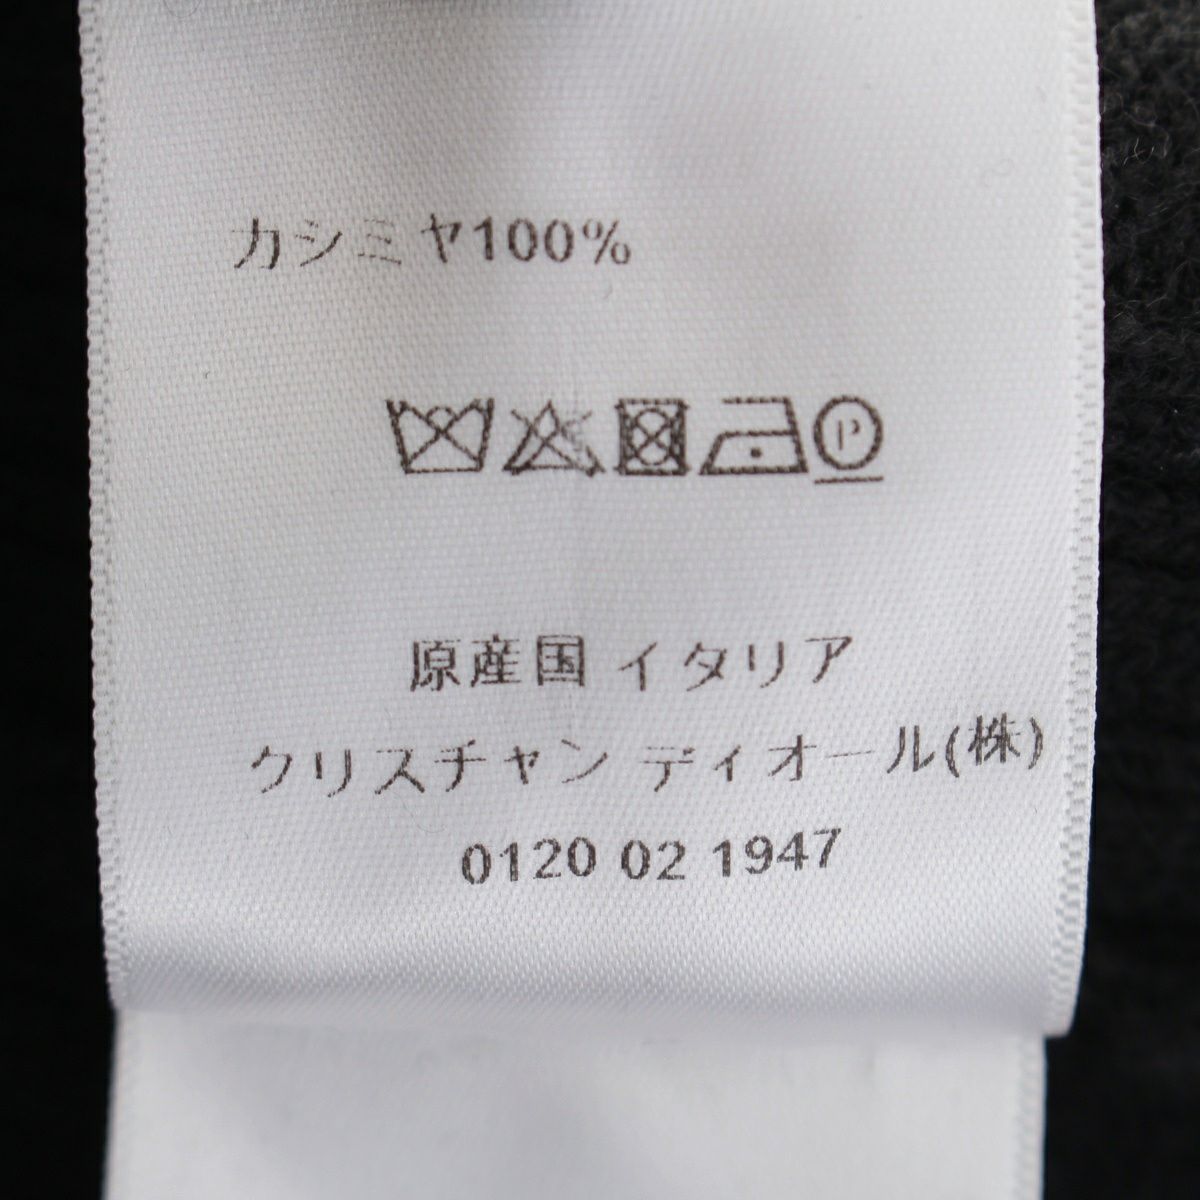 カシミヤ100%
P
原産国 イタリア
クリスチャン ディオール(株)
0120 02 1947